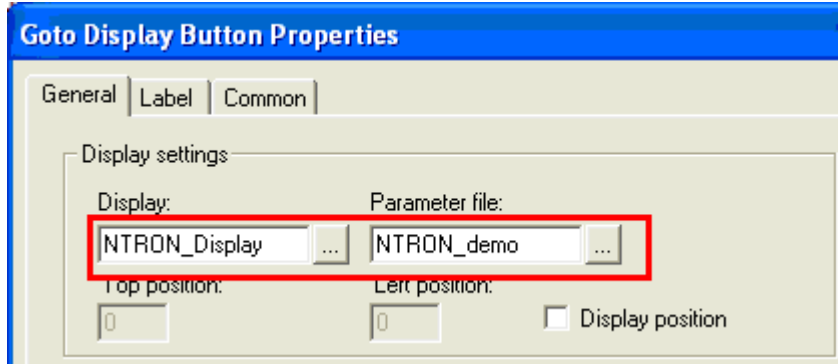 Goto Display Button Properties
General Label Common
Display settings
Display: Parameter file:
NTRON_Display ... NTRON_demo ...
Top position: Left position:
0 0 Display position